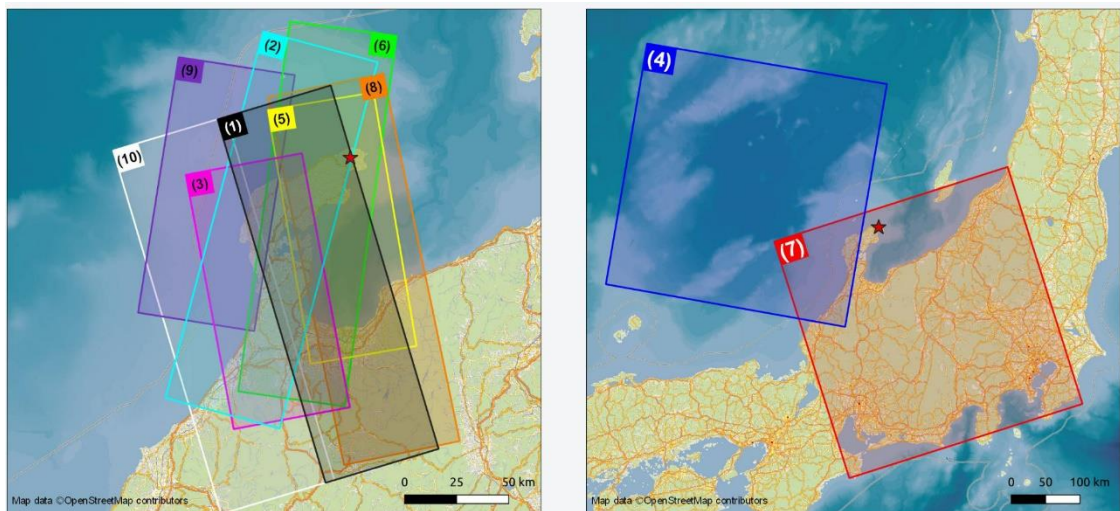 (9)
(2)
(6)
(8)
(1)
(5)
(10)
(3)
0 25 50 km
Map data ©OpenStreetMap contributors
(4)
(7)
0 50 100 km
Map data ©OpenStreetMap contributors